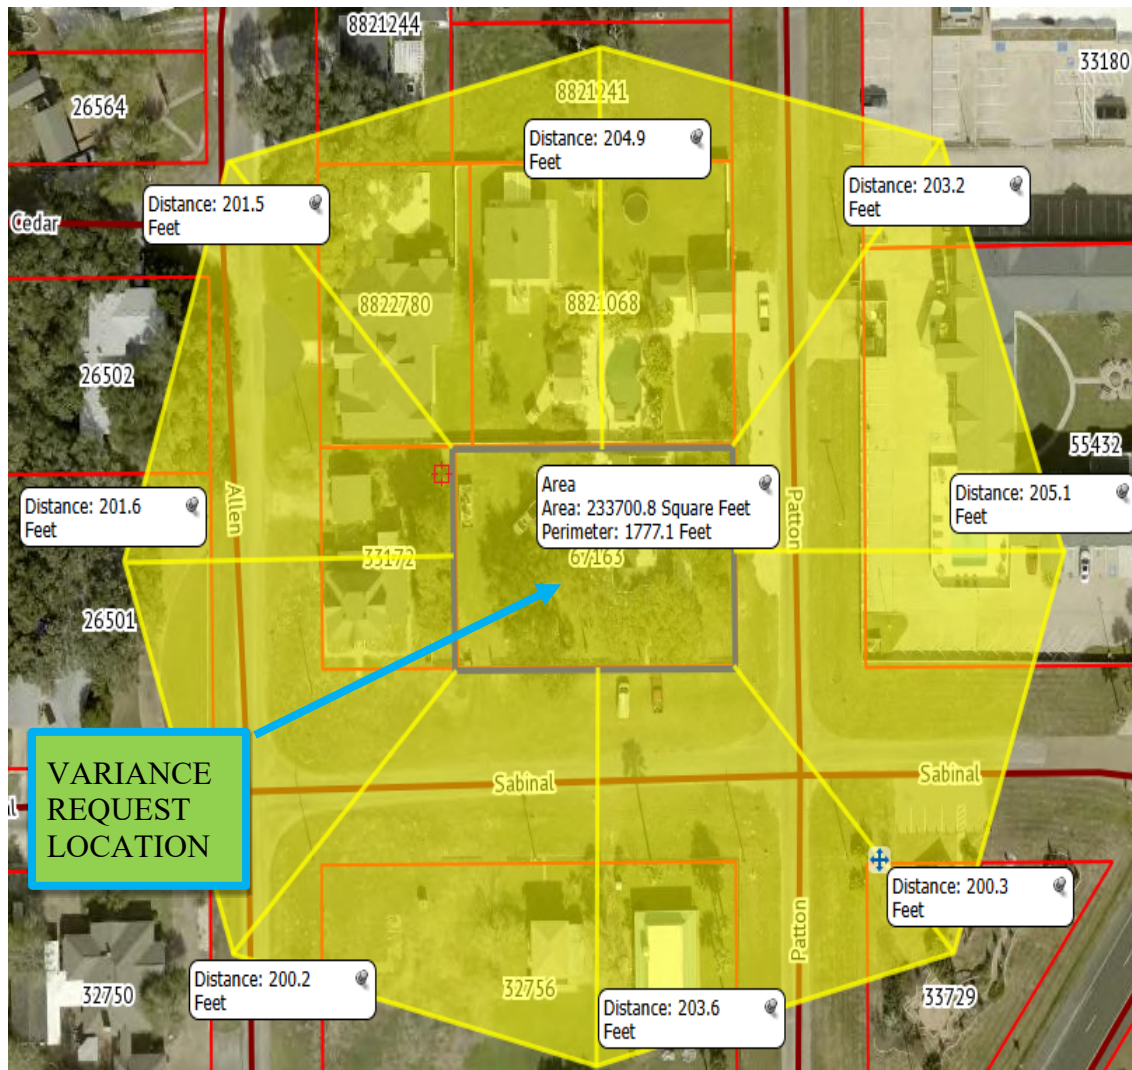 8821244
33180
26564
8821241
Distance: 204.9
Feet
Distance: 203.2
Feet
Distance: 201.5
Feet
Cedar
8822780
8821068
26502
55432
Area
Area: 233700.8 Square Feet
Perimeter: 1777.1 Feet
Distance: 205.1
Feet
Distance: 201.6
Feet
Allen
Patton
33172
67163
26501
VARIANCE
REQUEST
LOCATION
Sabinal
Sabinal
Distance: 200.3
Feet
Patton
Distance: 200.2
Feet
32750
32756
Distance: 203.6
Feet
33729